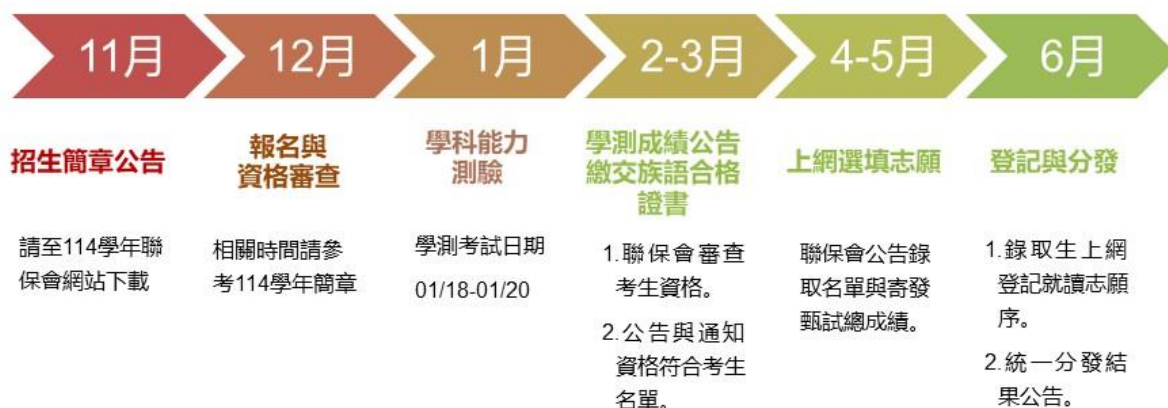 11月
12月
1月
2-3月
4-5月
6月
招生簡章公告
請至114學年聯
保會網站下載
報名與
資格審查
相關時間請參
考114學年簡章
學科能力
測驗
學測考試日期
01/18-01/20
學測成績公告
繳交族語合格
證書
1.聯保會審查
考生資格。
2.公告與通知
資格符合考生
名單。
上網選填志願
聯保會公告錄
取名單與寄發
甄試總成績。
登記與分發
1.錄取生上網
登記就讀志願
序。
2.統一分發結
果公告。